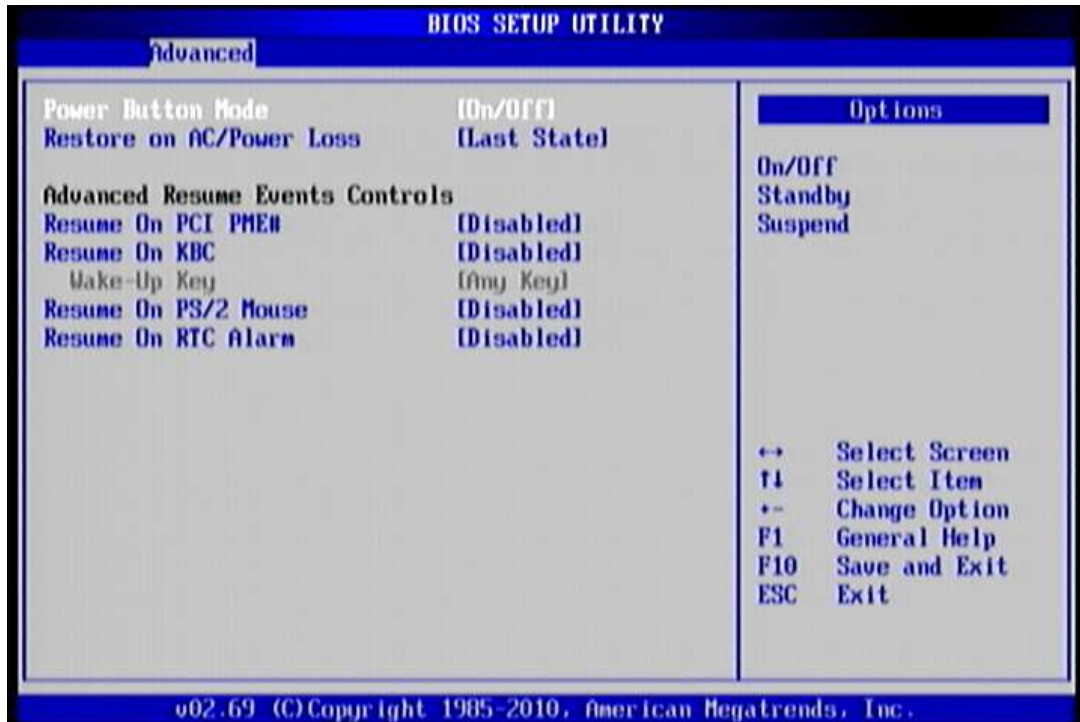 BIOS SETUP UTILITY
Advanced
Power Button Mode [On/Off]
Restore on AC/Power Loss [Last State]
Advanced Resume Events Controls
Resume On PCI PME# [Disabled]
Resume On KBC [Disabled]
Wake-Up Key [Any Key]
Resume On PS/2 Mouse [Disabled]
Resume On RTC Alarm [Disabled]
Options
On/Off
Standby
Suspend
↔ Select Screen
↑↓ Select Item
+- Change Option
F1 General Help
F10 Save and Exit
ESC Exit
v02.69 (C)Copyright 1985-2010, American Megatrends, Inc.